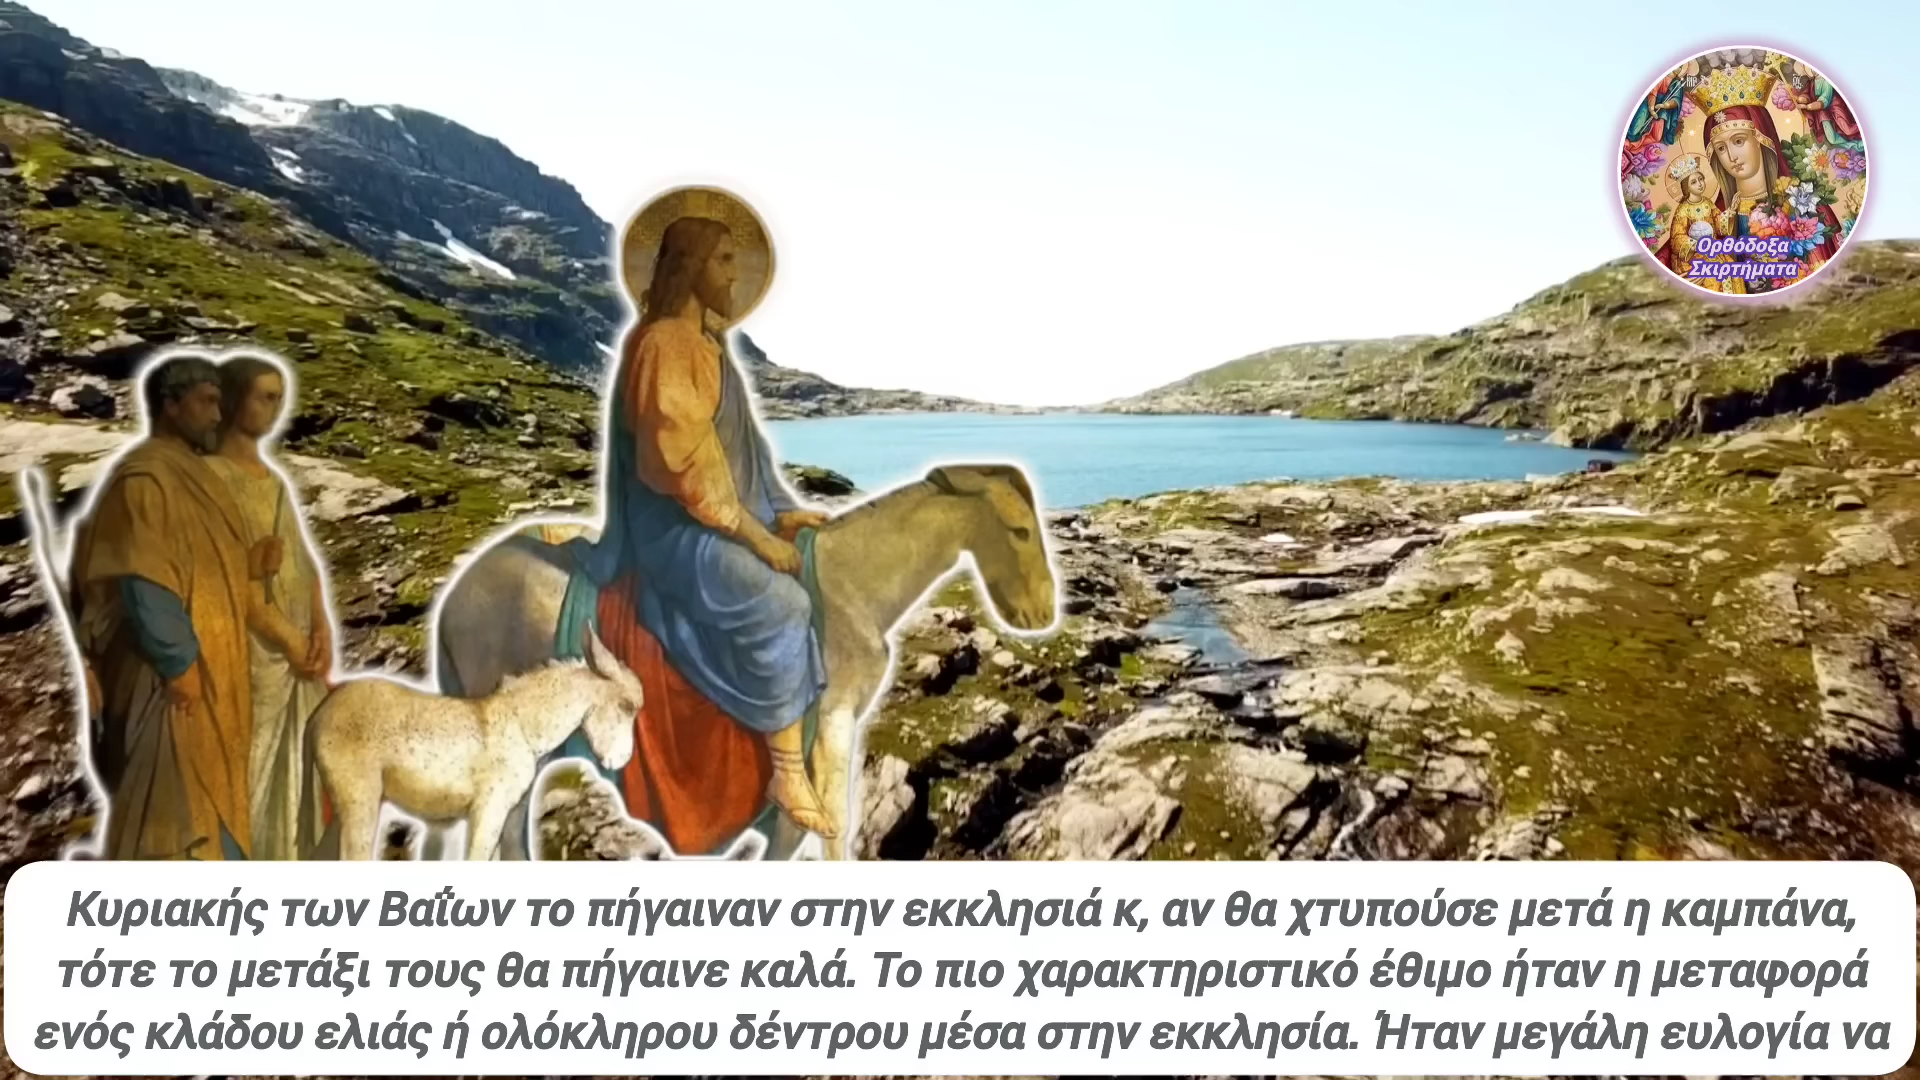 Ορθόδοξα
Σκιρτήματα
Κυριακής των Βαΐων το πήγαιναν στην εκκλησιά κ, αν θα χτυπούσε μετά η καμπάνα,
τότε το μετάξι τους θα πήγαινε καλά. Το πιο χαρακτηριστικό έθιμο ήταν η μεταφορά
ενός κλάδου ελιάς ή ολόκληρου δέντρου μέσα στην εκκλησία. Ήταν μεγάλη ευλογία να